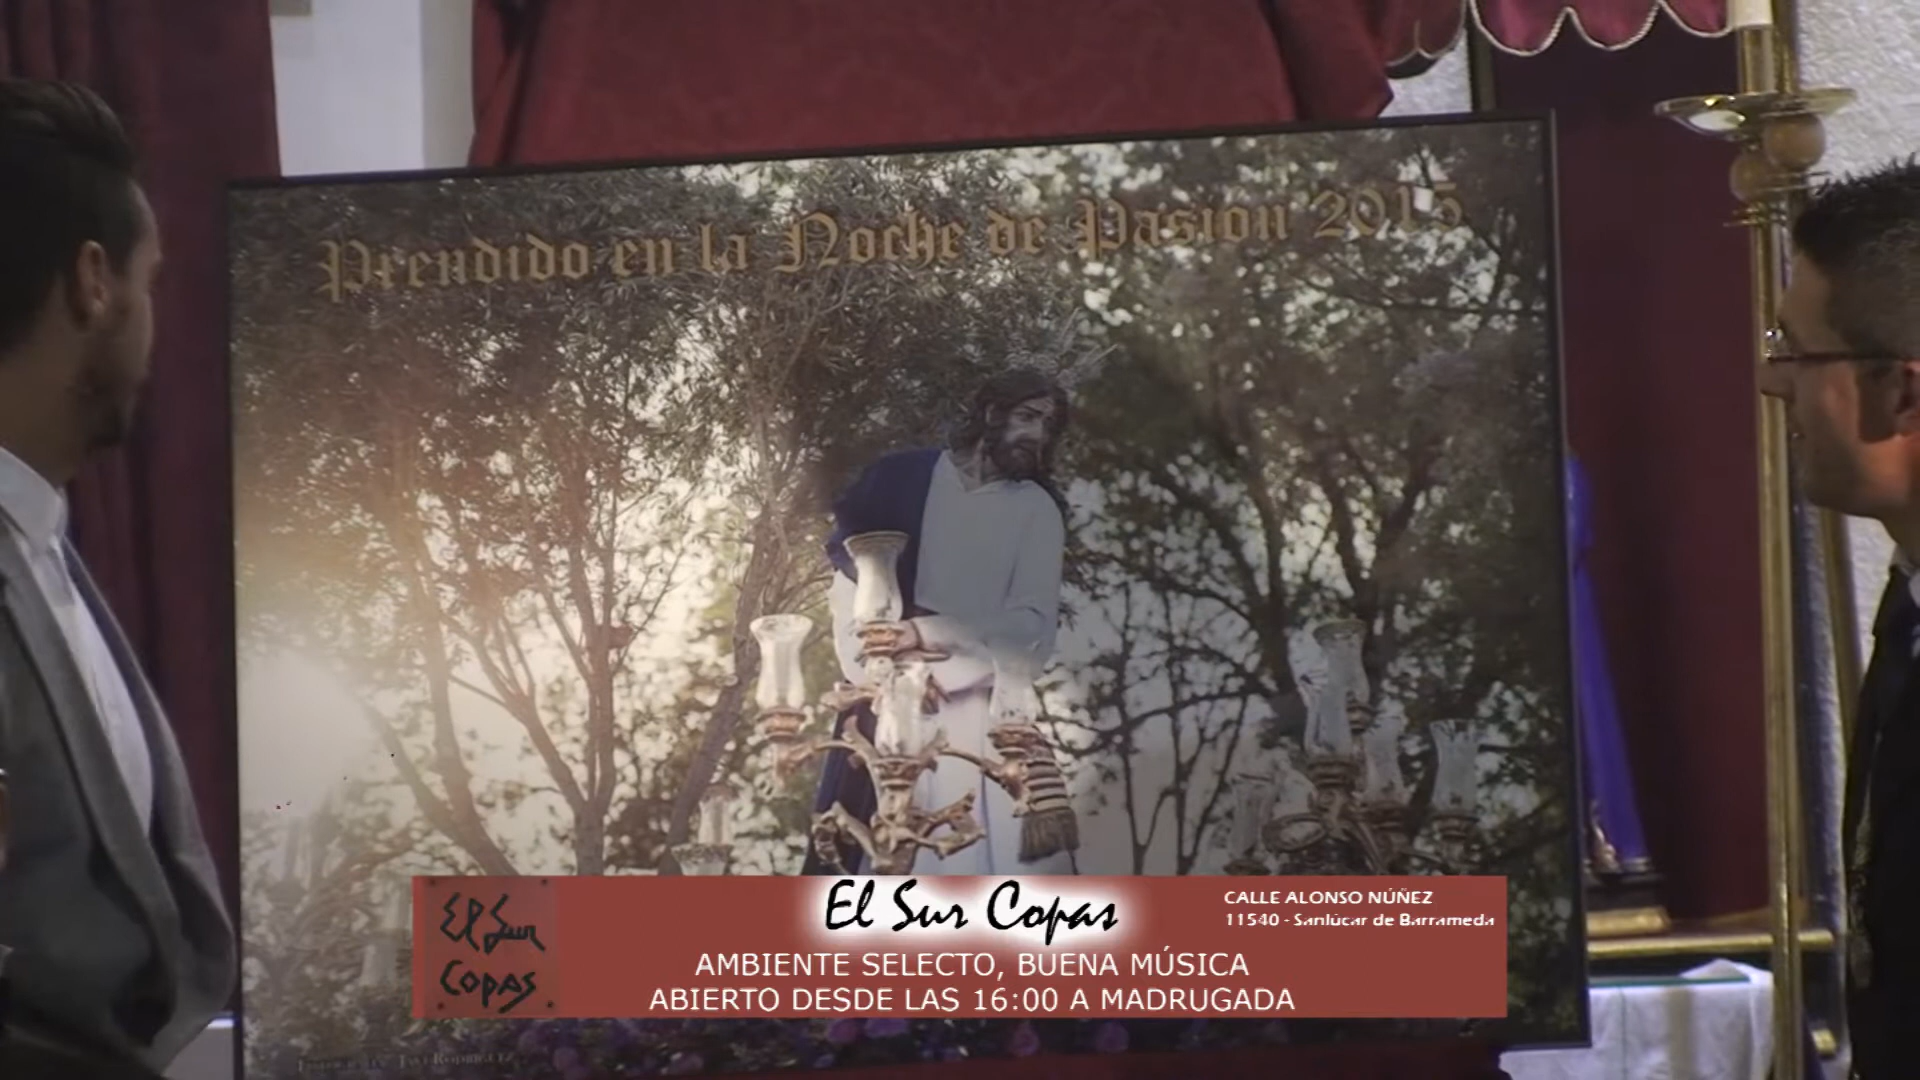 Prendido en la Noche de Pasion 2015
El Sur
Copas
El Sur Copas
CALLE ALONSO NÚÑEZ
11540 - Sanlúcar de Barrameda
AMBIENTE SELECTO, BUENA MÚSICA
ABIERTO DESDE LAS 16:00 A MADRUGADA